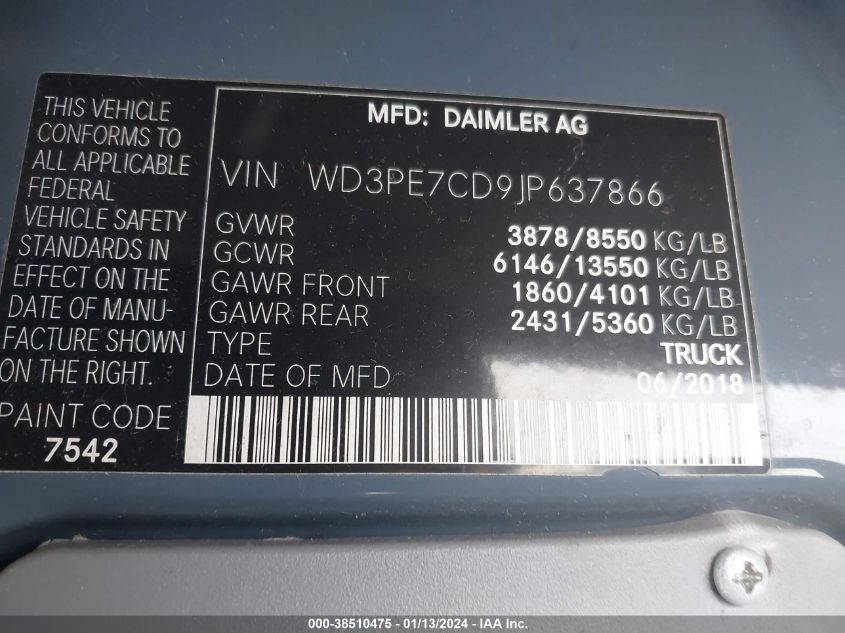 THIS VEHICLE
CONFORMS TO
ALL APPLICABLE
FEDERAL
VEHICLE SAFETY
STANDARDS IN
EFFECT ON THE
DATE OF MANU-
FACTURE SHOWN
ON THE RIGHT.
PAINT CODE
7542
MFD: DAIMLER AG
VIN WD3PE7CD9JP637866
GVWR 3878/8550 KG/LB
GCWR 6146/13550 KG/LB
GAWR FRONT 1860/4101 KG/LB
GAWR REAR 2431/5360 KG/LB
TYPE TRUCK
DATE OF MFD 06/2018
000-38510475 - 01/13/2024 - IAA Inc.